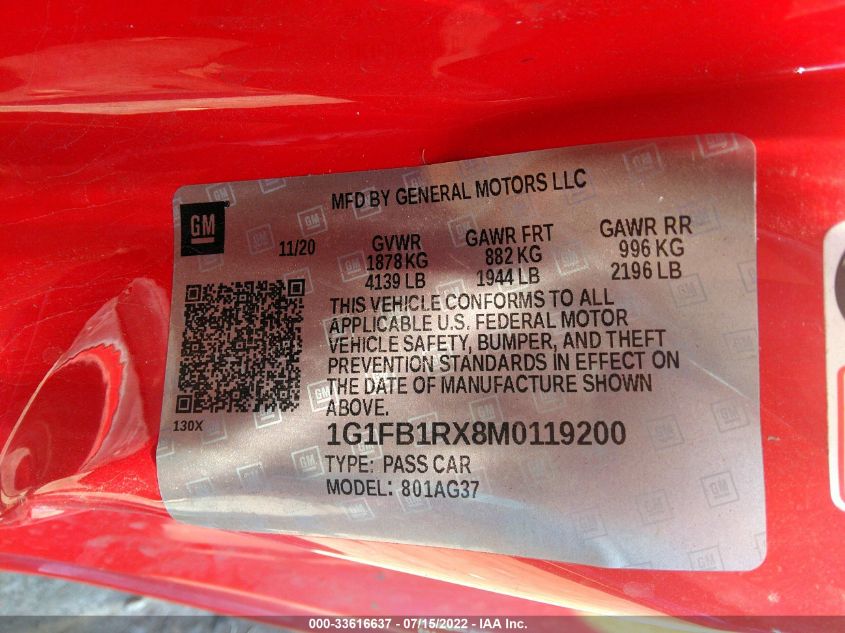 MFD BY GENERAL MOTORS LLC
GM
11/20
GVWR
1878 KG
4139 LB
GAWR FRT
882 KG
1944 LB
GAWR RR
996 KG
2196 LB
THIS VEHICLE CONFORMS TO ALL
APPLICABLE U.S. FEDERAL MOTOR
VEHICLE SAFETY, BUMPER, AND THEFT
PREVENTION STANDARDS IN EFFECT ON
THE DATE OF MANUFACTURE SHOWN
ABOVE.
130X
1G1FB1RX8M0119200
TYPE: PASS CAR
MODEL: 801AG37
000-33616637 - 07/15/2022 - 17-IMAGE